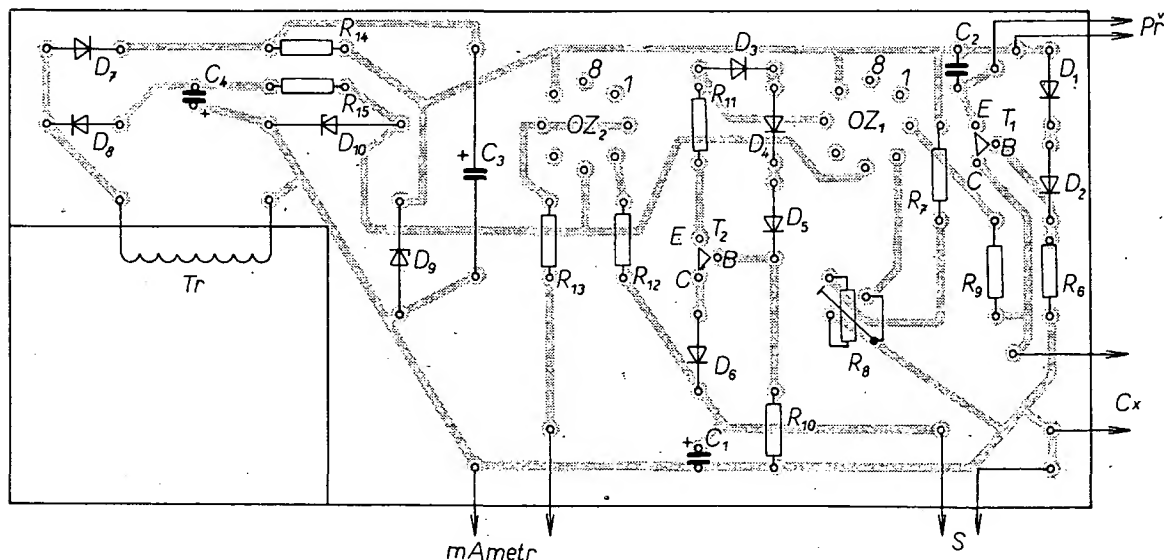 Př
R14
D3
C2
D7
8
1
8
1
D1
C4
R11
E
T1
R15
B
OZ2
OZ1
D8
D10
C3
D4
C
+
+
R7
D2
E
T2
D5
B
D9
R13
R12
C
R9
R6
Tr
D6
R8
R10
Cx
+
C1
mAmetr
S